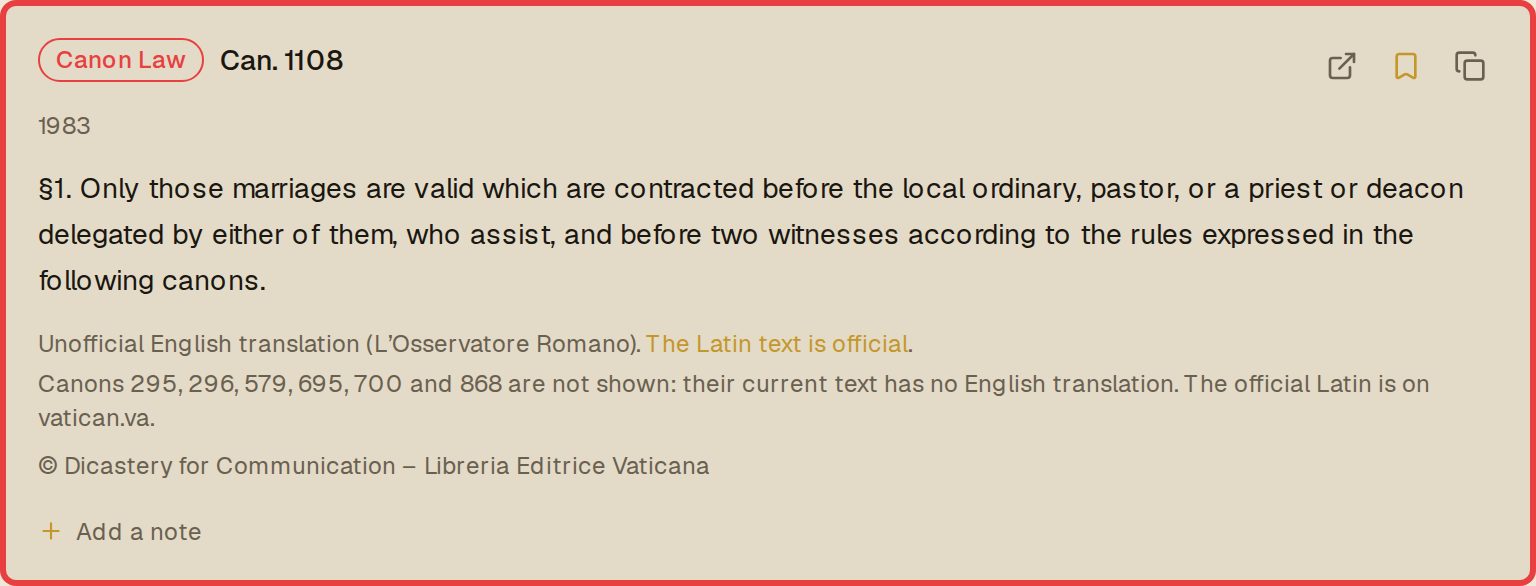 Canon Law Can. 1108
1983
§1. Only those marriages are valid which are contracted before the local ordinary, pastor, or a priest or deacon
delegated by either of them, who assist, and before two witnesses according to the rules expressed in the
following canons.
Unofficial English translation (L’Osservatore Romano). The Latin text is official.
Canons 295, 296, 579, 695, 700 and 868 are not shown: their current text has no English translation. The official Latin is on
vatican.va.
© Dicastery for Communication – Libreria Editrice Vaticana
+ Add a note